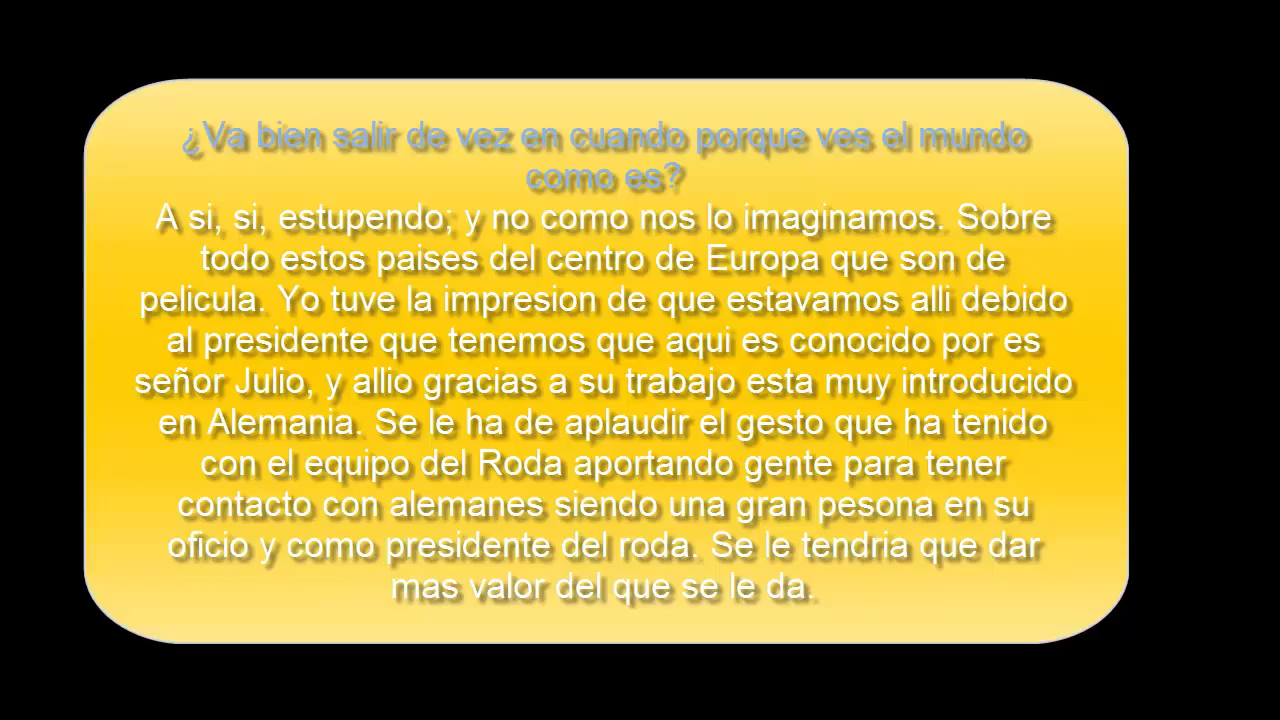 ¿Va bien salir de vez en cuando porque ves el mundo
como es?
A si, si, estupendo; y no como nos lo imaginamos. Sobre
todo estos paises del centro de Europa que son de
pelicula. Yo tuve la impresion de que estavamos alli debido
al presidente que tenemos que aqui es conocido por es
señor Julio, y allio gracias a su trabajo esta muy introducido
en Alemania. Se le ha de aplaudir el gesto que ha tenido
con el equipo del Roda aportando gente para tener
contacto con alemanes siendo una gran pesona en su
oficio y como presidente del roda. Se le tendria que dar
mas valor del que se le da.